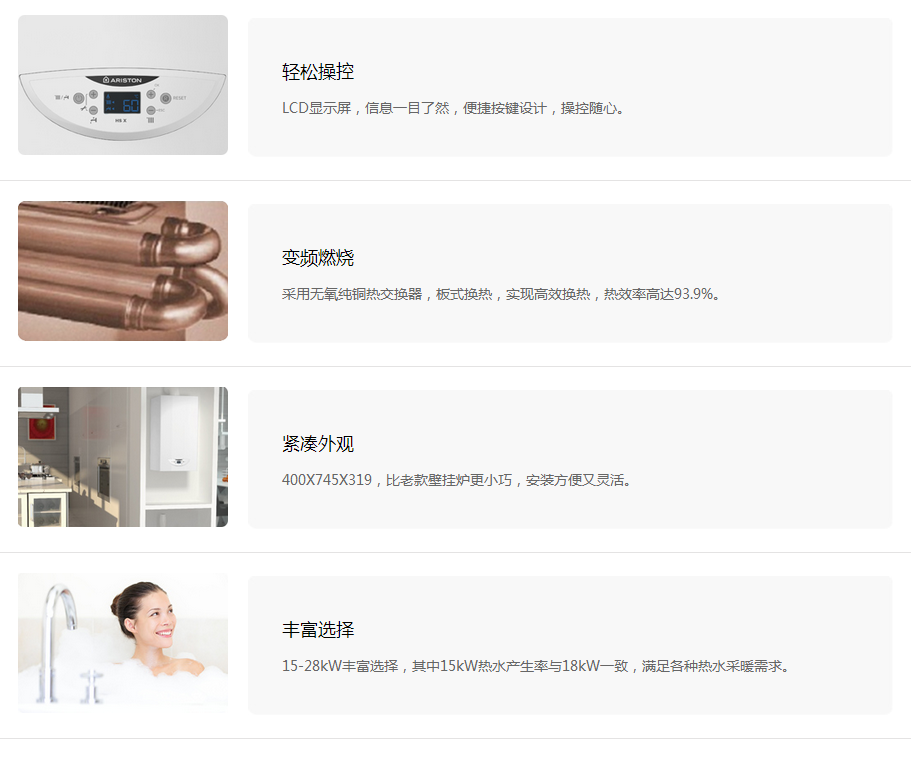 ARISTON
60
RESET
HS X
轻松操控
LCD显示屏，信息一目了然，便捷按键设计，操控随心。
变频燃烧
采用无氧纯铜热交换器，板式换热，实现高效换热，热效率高达93.9%。
紧凑外观
400X745X319，比老款壁挂炉更小巧，安装方便又灵活。
丰富选择
15-28kW丰富选择，其中15kW热水产生率与18kW一致，满足各种热水采暖需求。